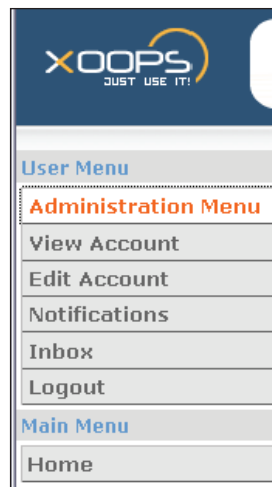 XOOPS
JUST USE IT!
User Menu
Administration Menu
View Account
Edit Account
Notifications
Inbox
Logout
Main Menu
Home